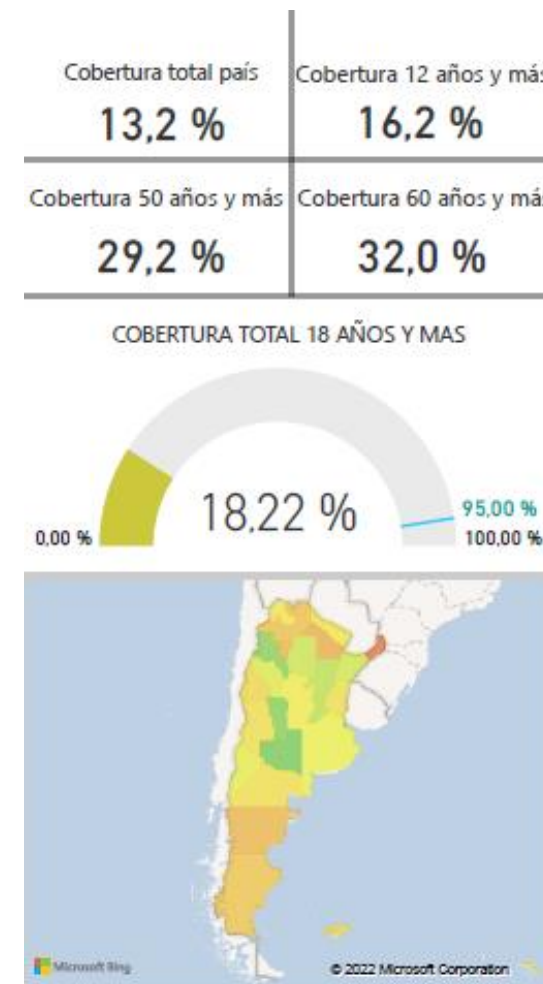 Cobertura total país
13,2 %
Cobertura 12 años y más
16,2 %
Cobertura 50 años y más
29,2 %
Cobertura 60 años y más
32,0 %
COBERTURA TOTAL 18 AÑOS Y MAS
18,22 %
0,00 %
95,00 %
100,00 %
Microsoft Bing
© 2022 Microsoft Corporation